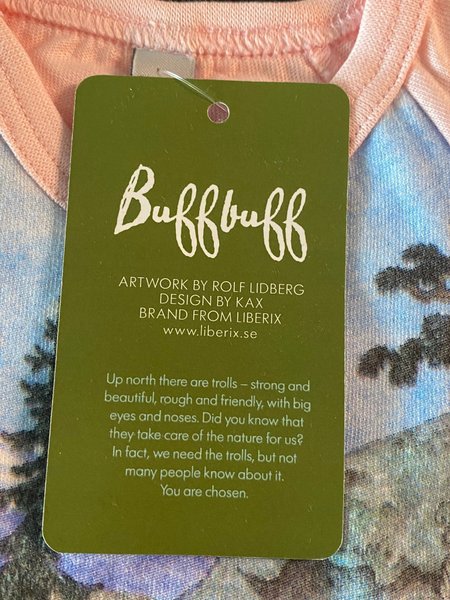 Buffbuff
ARTWORK BY ROLF LIDBERG
DESIGN BY KAX
BRAND FROM LIBERIX
www.liberix.se
Up north there are trolls – strong and
beautiful, rough and friendly, with big
eyes and noses. Did you know that
they take care of the nature for us?
In fact, we need the trolls, but not
many people know about it.
You are chosen.